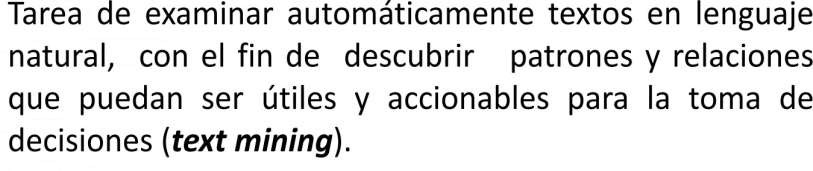 Tarea de examinar automáticamente textos en lenguaje
natural, con el fin de descubrir patrones y relaciones
que puedan ser útiles y accionables para la toma de
decisiones (text mining).